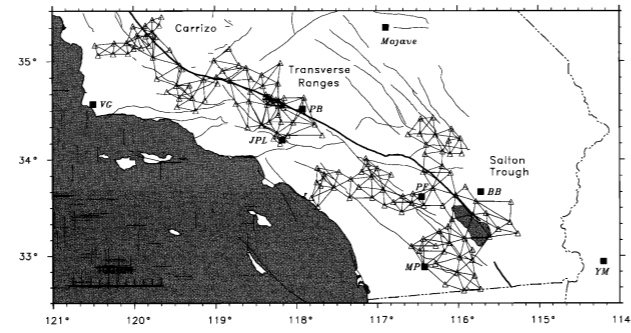 Carrizo
Mojave
35°
Transverse
Ranges
VG
PB
JPL
34°
Salton
Trough
PF
BB
33°
MP
YM
121°
120°
119°
118°
117°
116°
115°
114